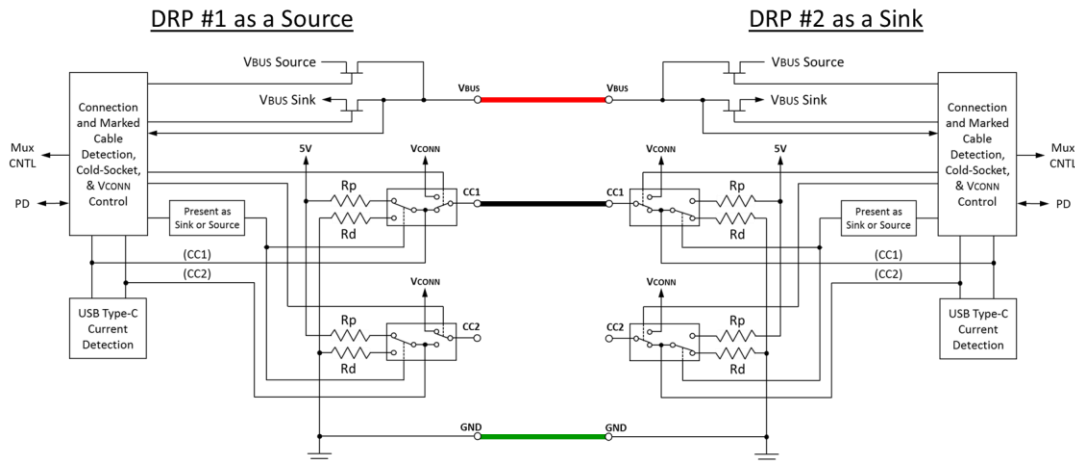 DRP #1 as a Source
DRP #2 as a Sink
VBUS Source
VBUS Sink
VBUS
VBUS
VBUS Source
VBUS Sink
Connection
and Marked
Cable
Detection,
Cold-Socket,
& VCONN
Control
Mux
CNTL
PD
Present as
Sink or Source
(CC1)
(CC2)
USB Type-C
Current
Detection
5V
VCONN
Rp
Rd
CC1
VCONN
Rp
Rd
CC2
GND
VCONN
5V
CC1
Rp
Rd
VCONN
CC2
Rp
Rd
GND
Connection
and Marked
Cable
Detection,
Cold-Socket,
& VCONN
Control
Mux
CNTL
PD
Present as
Sink or Source
(CC1)
(CC2)
USB Type-C
Current
Detection